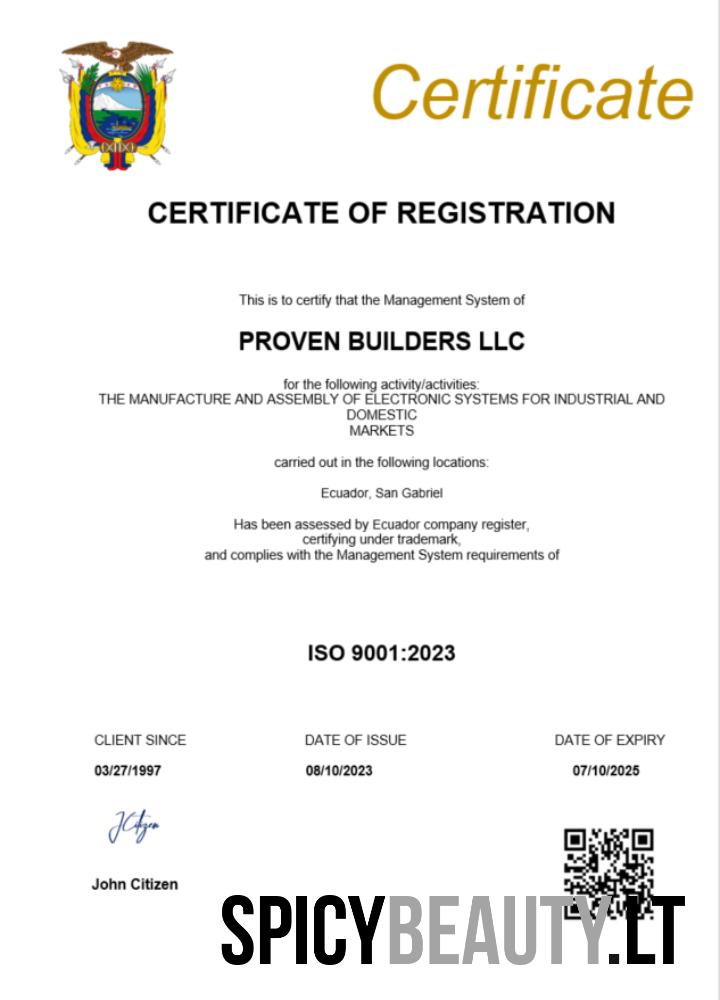 Certificate
CERTIFICATE OF REGISTRATION
This is to certify that the Management System of
PROVEN BUILDERS LLC
for the following activity/activities:
THE MANUFACTURE AND ASSEMBLY OF ELECTRONIC SYSTEMS FOR INDUSTRIAL AND
DOMESTIC
MARKETS
carried out in the following locations:
Ecuador, San Gabriel
Has been assessed by Ecuador company register,
certifying under trademark,
and complies with the Management System requirements of
ISO 9001:2023
CLIENT SINCE DATE OF ISSUE DATE OF EXPIRY
03/27/1997 08/10/2023 07/10/2025
JCitizen
John Citizen
SPICYBEAUTY.LT